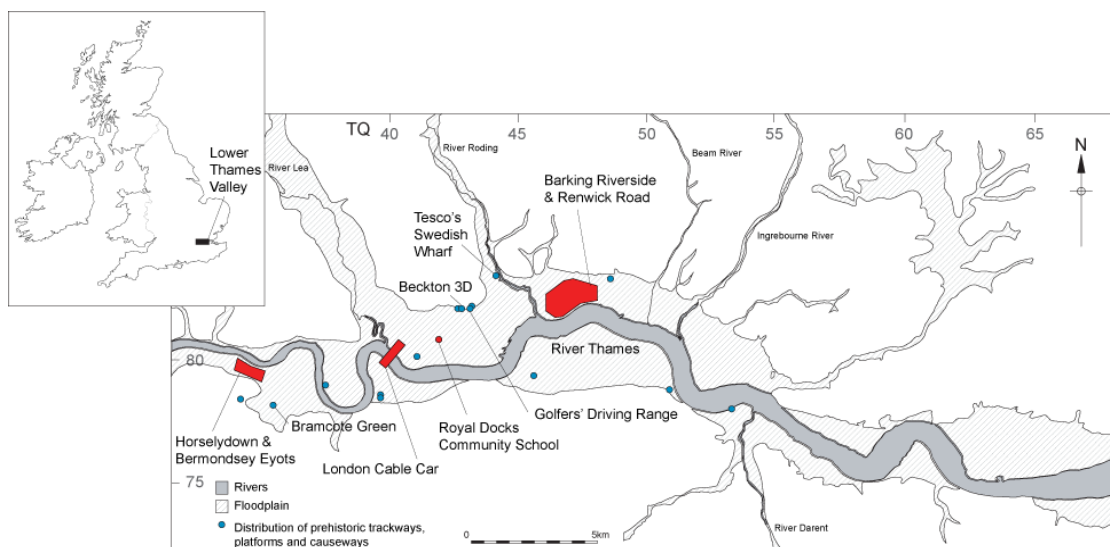 Lower
Thames
Valley
TQ
40
45
50
55
60
65
N
River Lea
River Roding
Beam River
Ingrebourne River
Barking Riverside
& Renwick Road
Tesco's
Swedish
Wharf
Beckton 3D
80
River Thames
Golfers' Driving Range
Bramcote Green
Royal Docks
Community School
Horselydown &
Bermondsey Eyots
London Cable Car
75
Rivers
Floodplain
Distribution of prehistoric trackways,
platforms and causeways
0
5km
River Darent